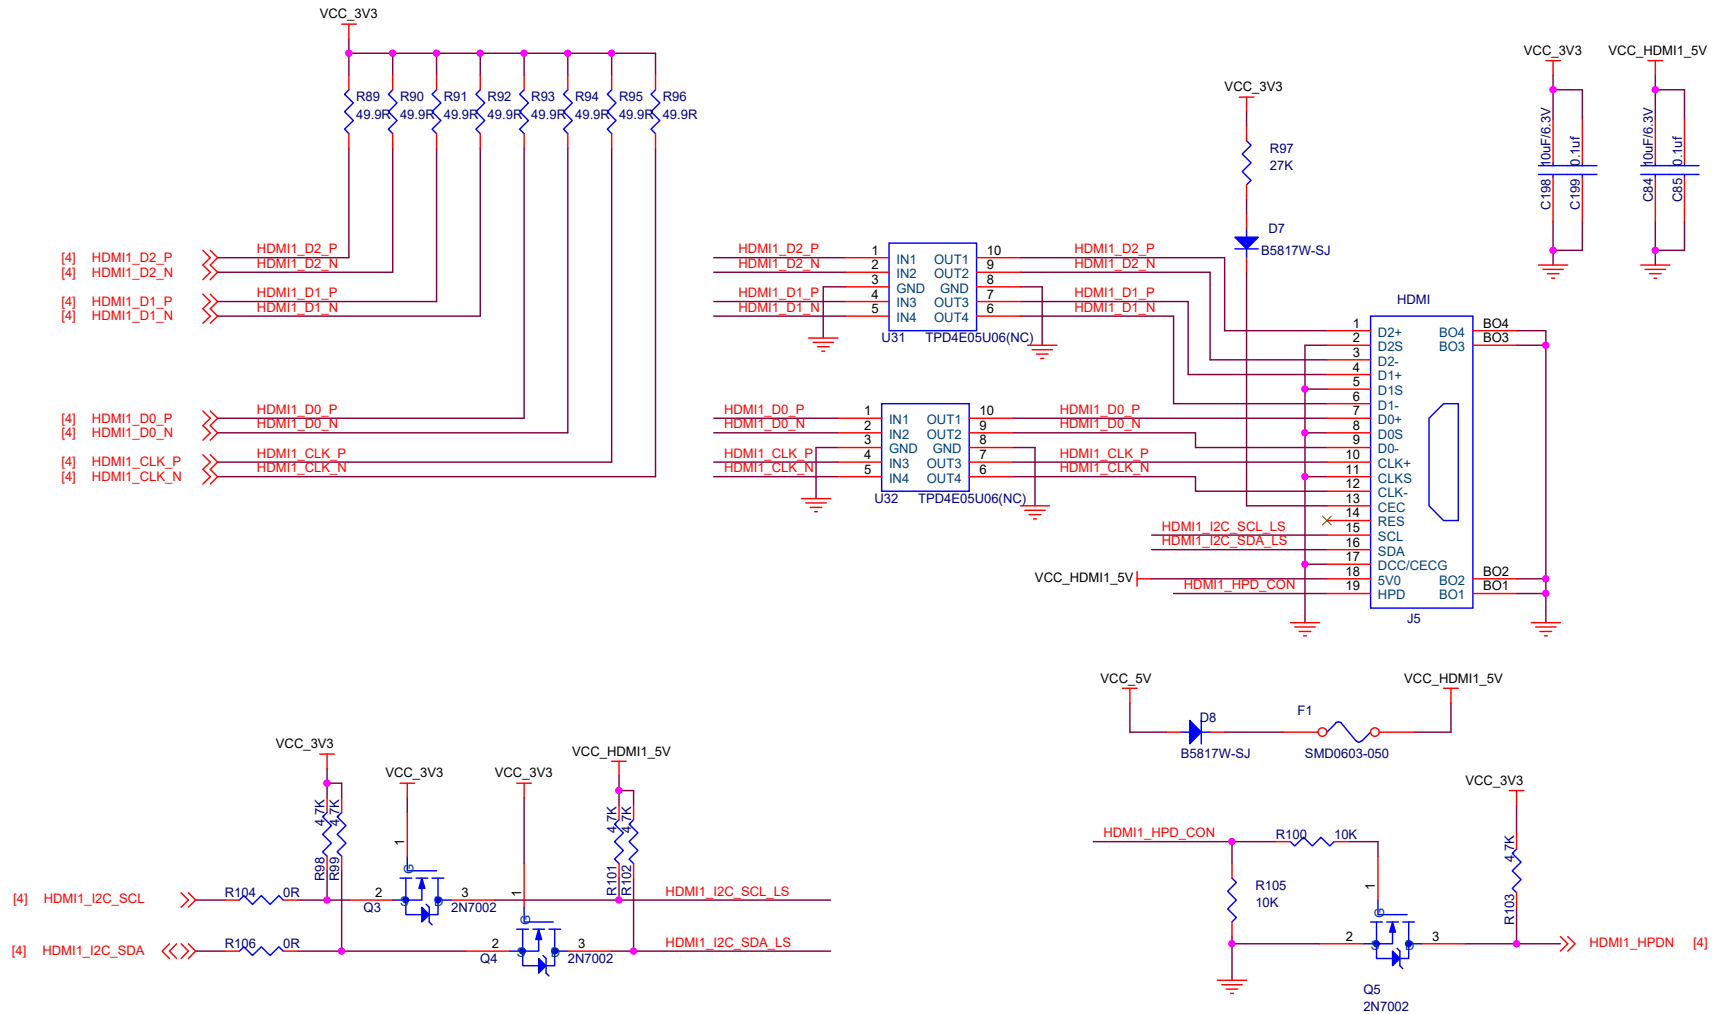 VCC_3V3
R89 R90 R91 R92 R93 R94 R95 R96
49.9R 49.9R 49.9R 49.9R 49.9R 49.9R 49.9R 49.9R
[4] HDMI1_D2_P HDMI1_D2_P
[4] HDMI1_D2_N HDMI1_D2_N
[4] HDMI1_D1_P HDMI1_D1_P
[4] HDMI1_D1_N HDMI1_D1_N
[4] HDMI1_D0_P HDMI1_D0_P
[4] HDMI1_D0_N HDMI1_D0_N
[4] HDMI1_CLK_P HDMI1_CLK_P
[4] HDMI1_CLK_N HDMI1_CLK_N
HDMI1_D2_P 1 IN1 OUT1 10 HDMI1_D2_P
HDMI1_D2_N 2 IN2 OUT2 9 HDMI1_D2_N
3 GND GND 8
HDMI1_D1_P 4 IN3 OUT3 7 HDMI1_D1_P
HDMI1_D1_N 5 IN4 OUT4 6 HDMI1_D1_N
U31 TPD4E05U06(NC)
HDMI1_D0_P 1 IN1 OUT1 10 HDMI1_D0_P
HDMI1_D0_N 2 IN2 OUT2 9 HDMI1_D0_N
3 GND GND 8
HDMI1_CLK_P 4 IN3 OUT3 7 HDMI1_CLK_P
HDMI1_CLK_N 5 IN4 OUT4 6 HDMI1_CLK_N
U32 TPD4E05U06(NC)
VCC_3V3
R97
27K
D7
B5817W-SJ
VCC_3V3 VCC_HDMI1_5V
10uF/6.3V 0.1uf 10uF/6.3V 0.1uf
C198 C199 C84 C85
HDMI
1 D2+ BO4 BO4
2 D2S BO3 BO3
3 D2-
4 D1+
5 D1S
6 D1-
7 D0+
8 D0S
9 D0-
10 CLK+
11 CLKS
12 CLK-
13 CEC
14 RES
HDMI1_I2C_SCL_LS 15 SCL
HDMI1_I2C_SDA_LS 16 SDA
17 DCC/CECG
VCC_HDMI1_5V 18 5V0 BO2 BO2
HDMI1_HPD_CON 19 HPD BO1 BO1
J5
VCC_5V VCC_HDMI1_5V
D8 F1
B5817W-SJ SMD0603-050
VCC_3V3 VCC_3V3 VCC_3V3 VCC_HDMI1_5V
4.7K 4.7K 4.7K 4.7K
R98 R99 R101 R102
1 G
[4] HDMI1_I2C_SCL R104 0R 2 S D 3 HDMI1_I2C_SCL_LS
Q3 2N7002
1 G
[4] HDMI1_I2C_SDA R106 0R 2 S D 3 HDMI1_I2C_SDA_LS
Q4 2N7002
VCC_3V3
HDMI1_HPD_CON R100 10K 4.7K
R105
10K
R103
1 G
2 S D 3 HDMI1_HPDN [4]
Q5
2N7002